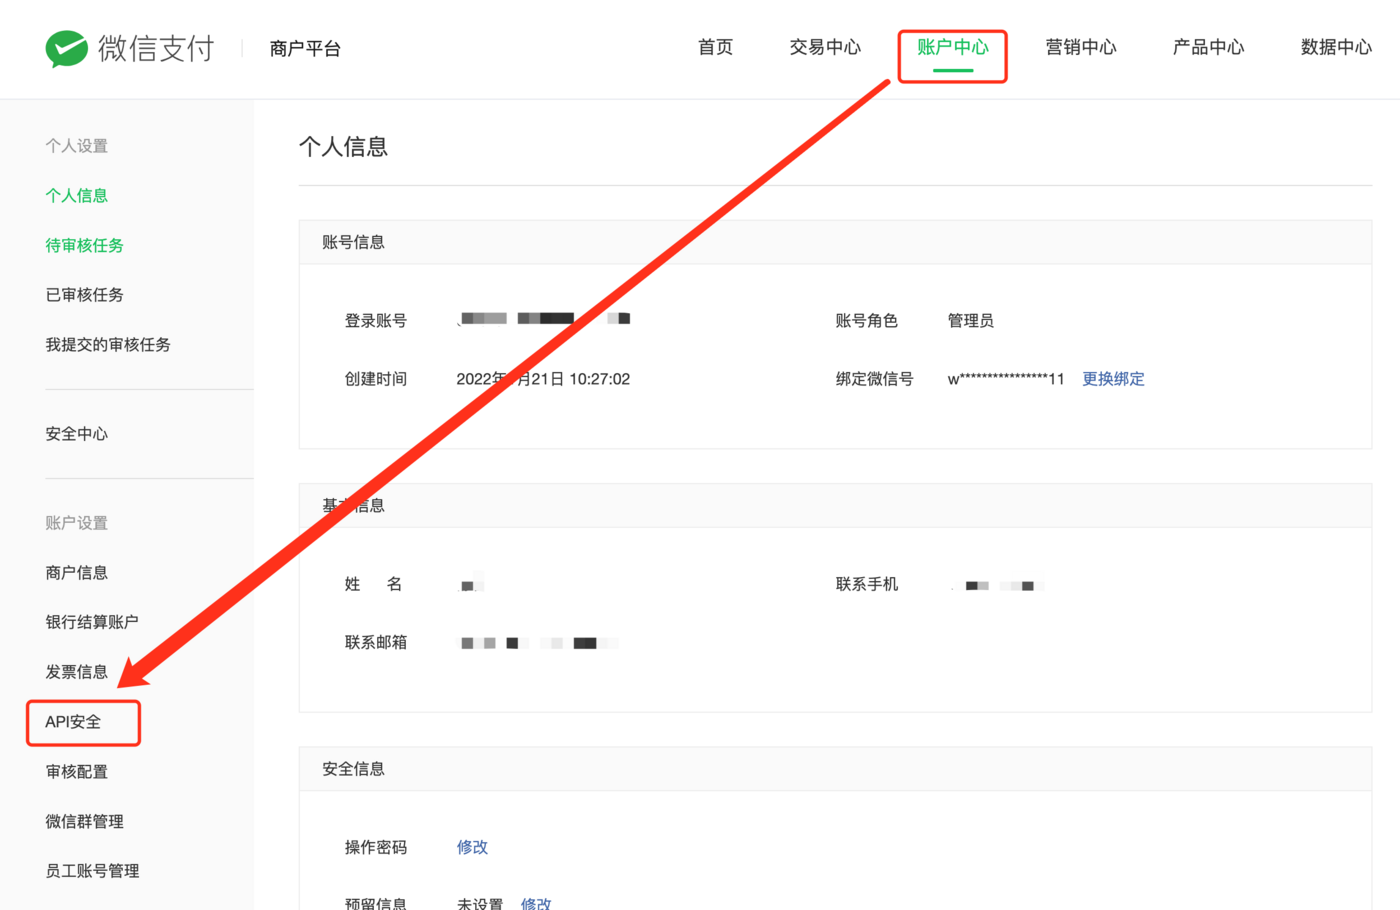 微信支付 商户平台 首页 交易中心 账户中心 营销中心 产品中心 数据中心
个人设置
个人信息
待审核任务
已审核任务
我提交的审核任务
安全中心
账户设置
商户信息
银行结算账户
发票信息
API安全
审核配置
微信群管理
员工账号管理
个人信息
账号信息
登录账号
账号角色 管理员
创建时间 2022年 月21日 10:27:02
绑定微信号 w****************11 更换绑定
基本信息
姓 名
联系手机
联系邮箱
安全信息
操作密码 修改
预留信息 未设置 修改